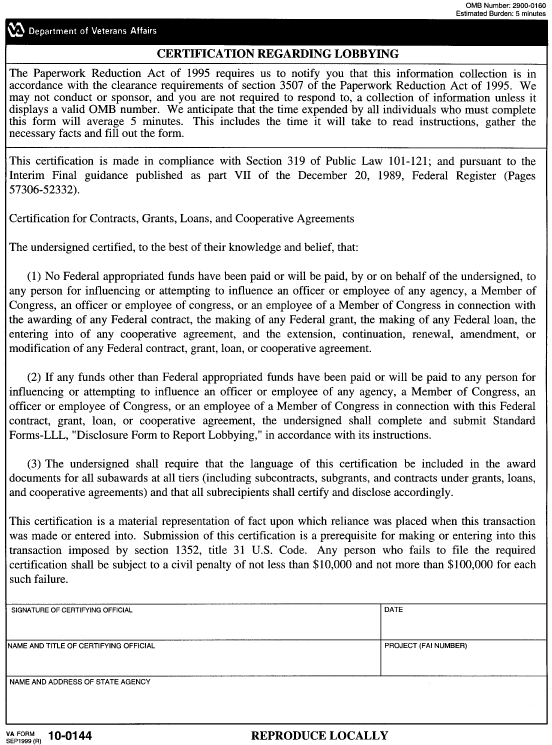 OMB Number: 2900-0160
Estimated Burden: 5 minutes
Department of Veterans Affairs
CERTIFICATION REGARDING LOBBYING
The Paperwork Reduction Act of 1995 requires us to notify you that this information collection is in
accordance with the clearance requirements of section 3507 of the Paperwork Reduction Act of 1995. We
may not conduct or sponsor, and you are not required to respond to, a collection of information unless it
displays a valid OMB number. We anticipate that the time expended by all individuals who must complete
this form will average 5 minutes. This includes the time it will take to read instructions, gather the
necessary facts and fill out the form.
This certification is made in compliance with Section 319 of Public Law 101-121; and pursuant to the
Interim Final guidance published as part VII of the December 20, 1989, Federal Register (Pages
57306-52332).
Certification for Contracts, Grants, Loans, and Cooperative Agreements
The undersigned certified, to the best of their knowledge and belief, that:
(1) No Federal appropriated funds have been paid or will be paid, by or on behalf of the undersigned, to
any person for influencing or attempting to influence an officer or employee of any agency, a Member of
Congress, an officer or employee of congress, or an employee of a Member of Congress in connection with
the awarding of any Federal contract, the making of any Federal grant, the making of any Federal loan, the
entering into of any cooperative agreement, and the extension, continuation, renewal, amendment, or
modification of any Federal contract, grant, loan, or cooperative agreement.
(2) If any funds other than Federal appropriated funds have been paid or will be paid to any person for
influencing or attempting to influence an officer or employee of any agency, a Member of Congress, an
officer or employee of Congress, or an employee of a Member of Congress in connection with this Federal
contract, grant, loan, or cooperative agreement, the undersigned shall complete and submit Standard
Forms-LLL, "Disclosure Form to Report Lobbying," in accordance with its instructions.
(3) The undersigned shall require that the language of this certification be included in the award
documents for all subawards at all tiers (including subcontracts, subgrants, and contracts under grants, loans,
and cooperative agreements) and that all subrecipients shall certify and disclose accordingly.
This certification is a material representation of fact upon which reliance was placed when this transaction
was made or entered into. Submission of this certification is a prerequisite for making or entering into this
transaction imposed by section 1352, title 31 U.S. Code. Any person who fails to file the required
certification shall be subject to a civil penalty of not less than $10,000 and not more than $100,000 for each
such failure.
SIGNATURE OF CERTIFYING OFFICIAL
DATE
NAME AND TITLE OF CERTIFYING OFFICIAL
PROJECT (FAI NUMBER)
NAME AND ADDRESS OF STATE AGENCY
VA FORM
SEP1999 (R)
10-0144
REPRODUCE LOCALLY